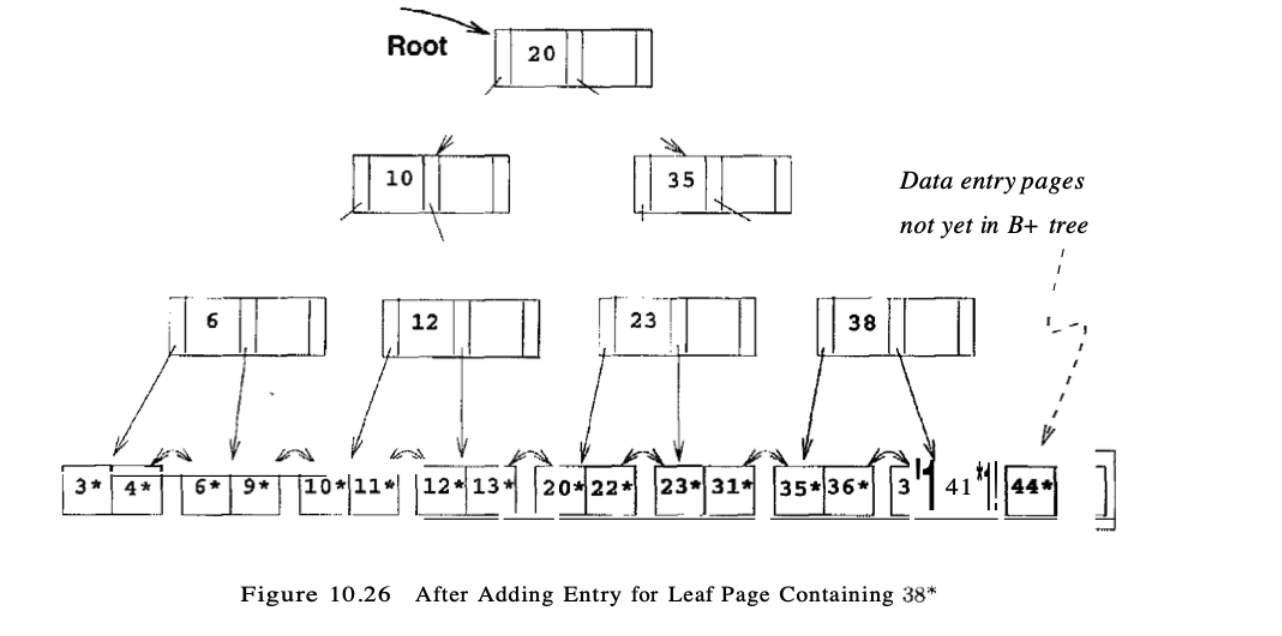 Root
20
10 35
Data entry pages
not yet in B+ tree
6 12 23 38
3* 4* 6* 9* 10* 11* 12* 13* 20* 22* 23* 31* 35* 36* 3 41* 44*
Figure 10.26 After Adding Entry for Leaf Page Containing 38*